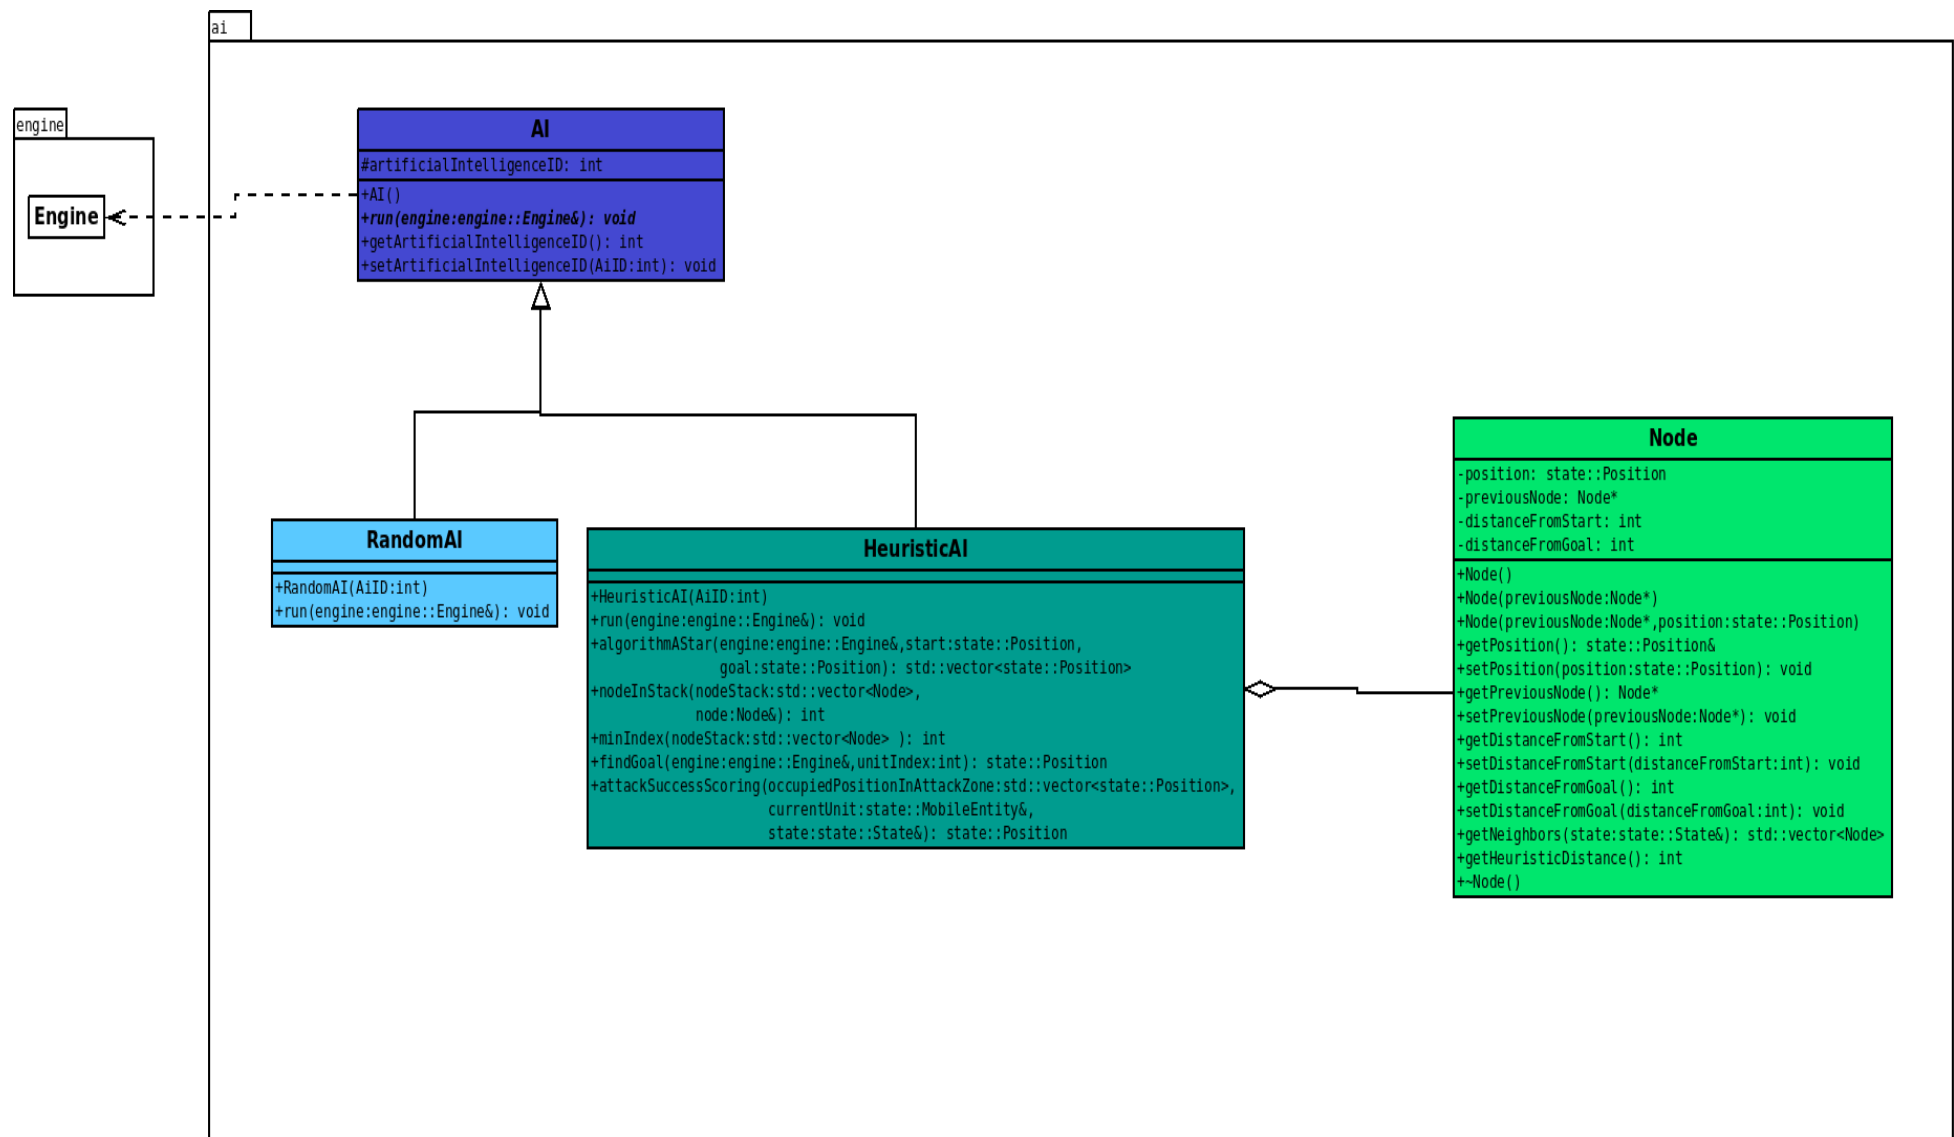 ai
engine
Engine
AI
#artificialIntelligenceID: int
+AI()
+run(engine:engine::Engine&): void
+getArtificialIntelligenceID(): int
+setArtificialIntelligenceID(AiID:int): void
RandomAI
+RandomAI(AiID:int)
+run(engine:engine::Engine&): void
HeuristicAI
+HeuristicAI(AiID:int)
+run(engine:engine::Engine&): void
+algorithmAStar(engine:engine::Engine&,start:state::Position,
goal:state::Position): std::vector<state::Position>
+nodeInStack(nodeStack:std::vector<Node>,
node:Node&): int
+minIndex(nodeStack:std::vector<Node> ): int
+findGoal(engine:engine::Engine&,unitIndex:int): state::Position
+attackSuccessScoring(occupiedPositionInAttackZone:std::vector<state::Position>,
currentUnit:state::MobileEntity&,
state:state::State&): state::Position
Node
-position: state::Position
-previousNode: Node*
-distanceFromStart: int
-distanceFromGoal: int
+Node()
+Node(previousNode:Node*)
+Node(previousNode:Node*,position:state::Position)
+getPosition(): state::Position&
+setPosition(position:state::Position): void
+getPreviousNode(): Node*
+setPreviousNode(previousNode:Node*): void
+getDistanceFromStart(): int
+setDistanceFromStart(distanceFromStart:int): void
+getDistanceFromGoal(): int
+setDistanceFromGoal(distanceFromGoal:int): void
+getNeighbors(state:state::State&): std::vector<Node>
+getHeuristicDistance(): int
+~Node()